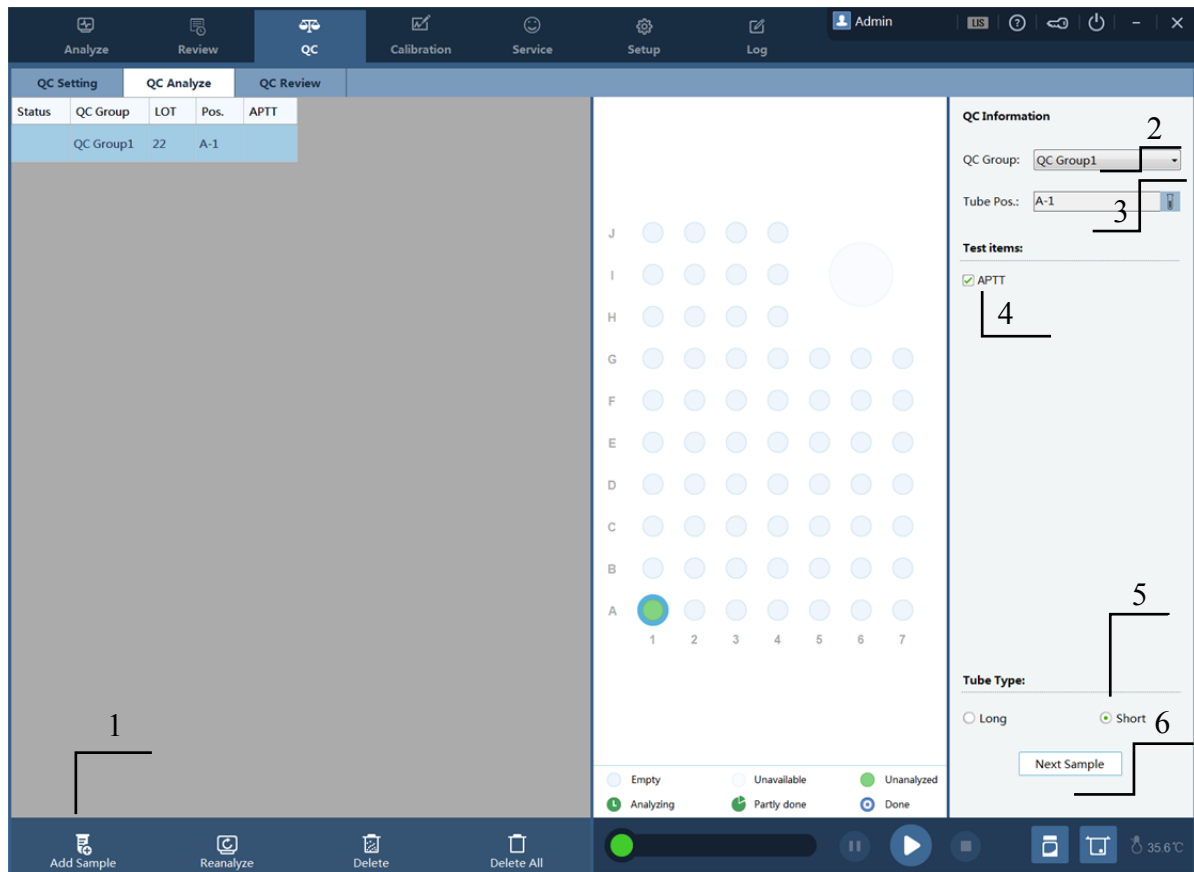 Admin LIS ?
Analyze Review QC Calibration Service Setup Log
QC Setting QC Analyze QC Review
Status QC Group LOT Pos. APTT
QC Group1 22 A-1
QC Information
2
QC Group: QC Group1
Tube Pos.: A-1
3
Test items:
APTT
4
J
I
H
G
F
E
D
C
B
A
1 2 3 4 5 6 7
5
Tube Type:
Long Short
6
Next Sample
1
Empty Unavailable Unanalyzed
Analyzing Partly done Done
Add Sample Reanalyze Delete Delete All
35.6℃